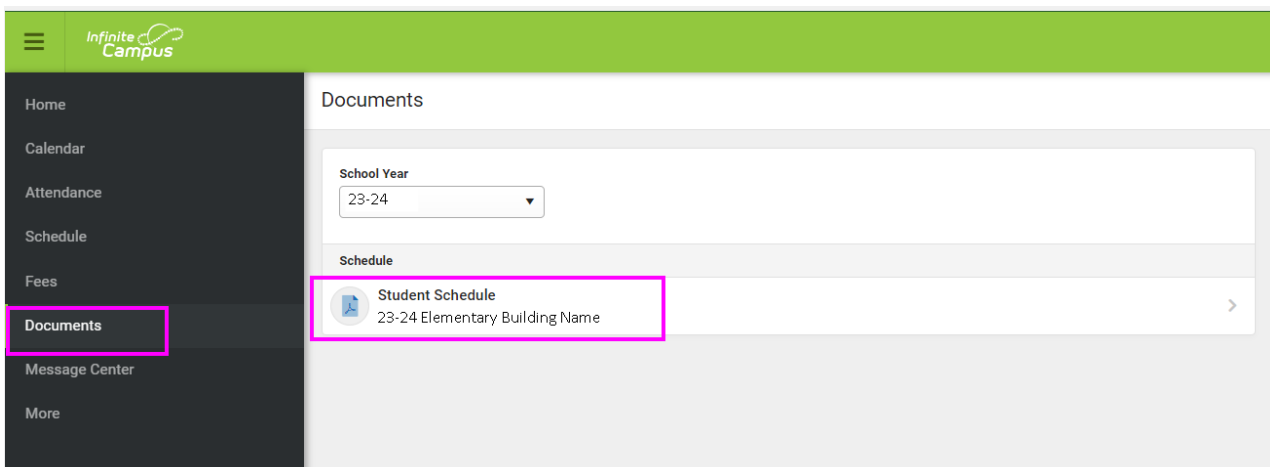 Infinite
Campus
Home
Calendar
Attendance
Schedule
Fees
Documents
Message Center
More
Documents
School Year
23-24
Schedule
Student Schedule
23-24 Elementary Building Name